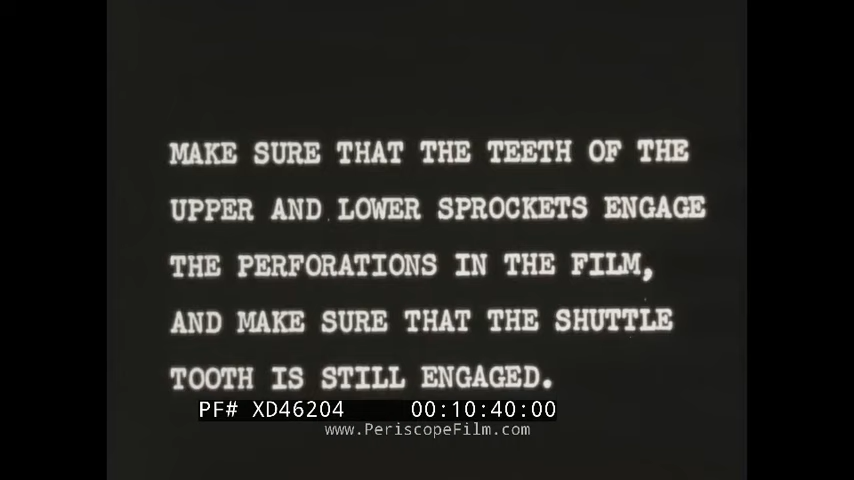 MAKE SURE THAT THE TEETH OF THE
UPPER AND LOWER SPROCKETS ENGAGE
THE PERFORATIONS IN THE FILM,
AND MAKE SURE THAT THE SHUTTLE
TOOTH IS STILL ENGAGED.
PF# XD46204 00:10:40:00
www.PeriscopeFilm.com